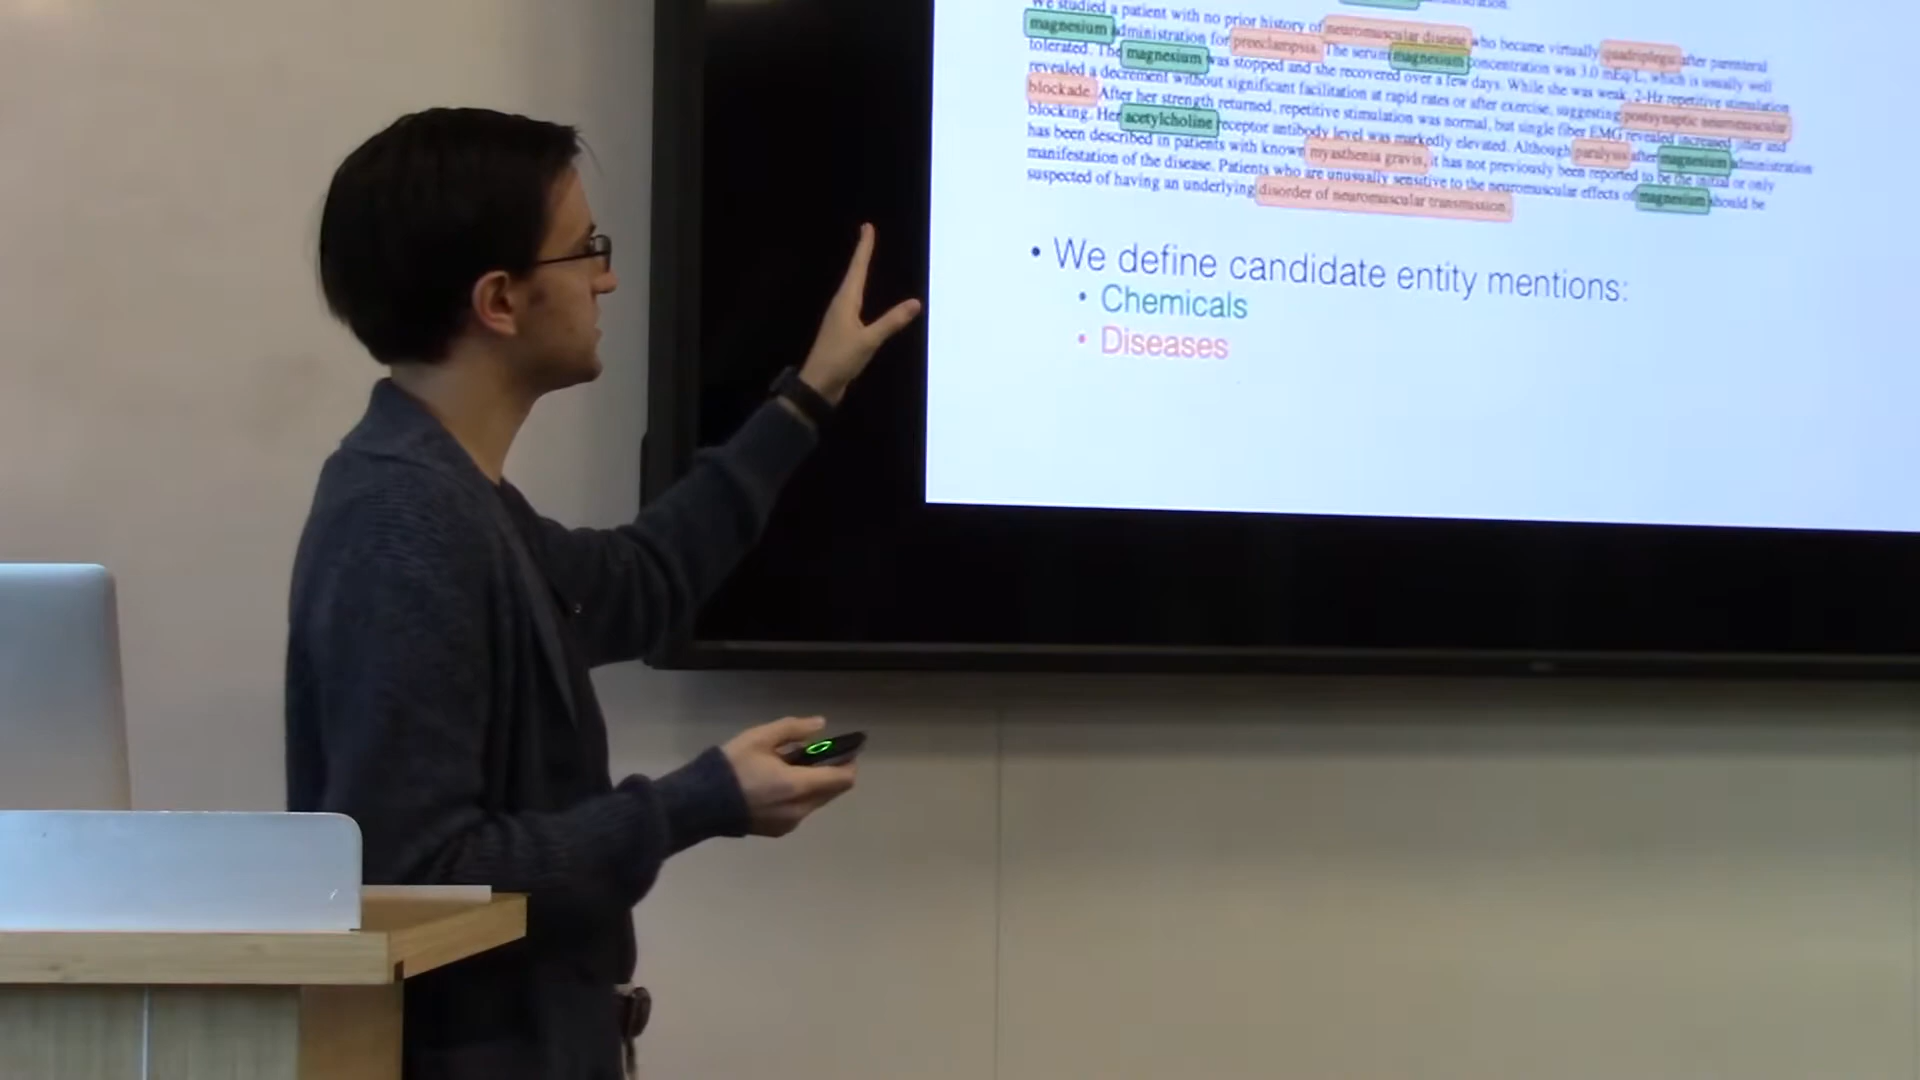 We studied a patient with no prior history of neuromuscular disease who became virtually quadriplegic after parenteral
magnesium administration for preeclampsia. The serum magnesium concentration was 3.0 mEq/L, which is usually well
tolerated. The magnesium was stopped and she recovered over a few days. While she was weak, 2-Hz repetitive stimulation
revealed a decrement without significant facilitation at rapid rates or after exercise, suggesting postsynaptic neuromuscular
blockade. After her strength returned, repetitive stimulation was normal, but single fiber EMG revealed increased jitter and
blocking. Her acetylcholine receptor antibody level was markedly elevated. Although paralysis after magnesium administration
has been described in patients with known myasthenia gravis, it has not previously been reported to be the initial or only
manifestation of the disease. Patients who are unusually sensitive to the neuromuscular effects of magnesium should be
suspected of having an underlying disorder of neuromuscular transmission.
• We define candidate entity mentions:
• Chemicals
• Diseases